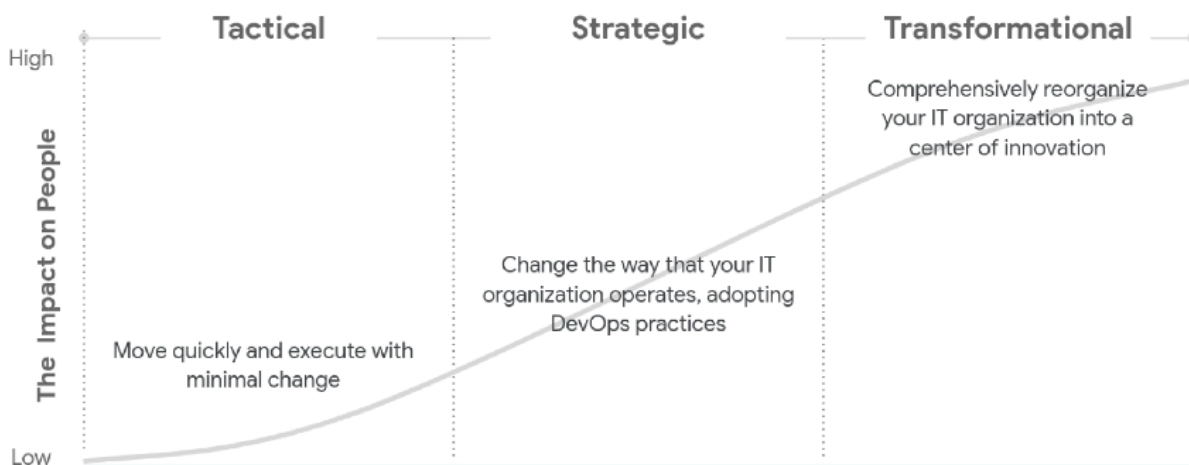 Tactical
Strategic
Transformational
High
Comprehensively reorganize
your IT organization into a
center of innovation
The Impact on People
Change the way that your IT
organization operates, adopting
DevOps practices
Move quickly and execute with
minimal change
Low